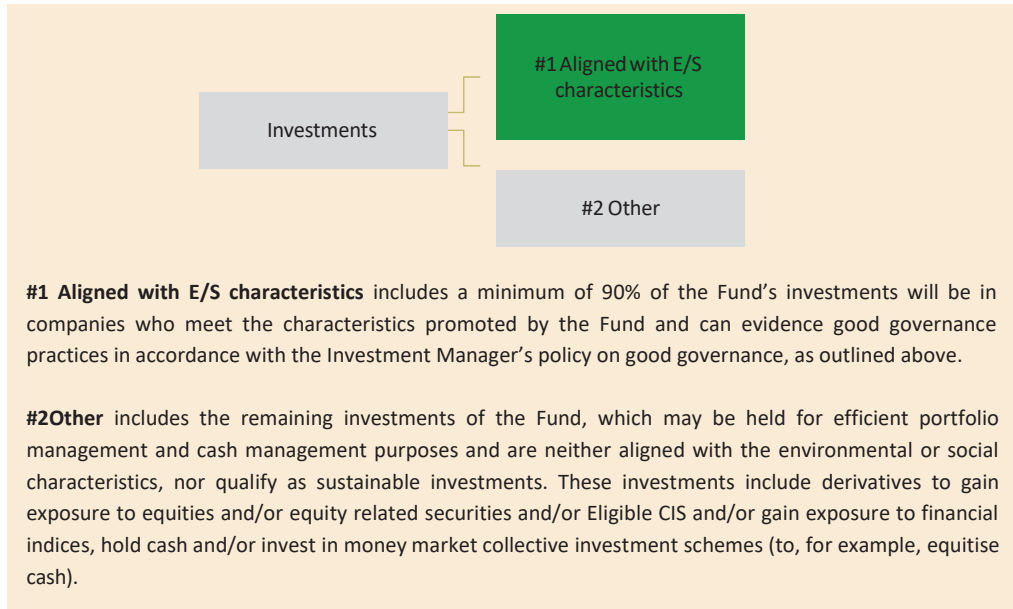 #1 Aligned with E/S
characteristics
Investments
#2 Other
#1 Aligned with E/S characteristics includes a minimum of 90% of the Fund’s investments will be in
companies who meet the characteristics promoted by the Fund and can evidence good governance
practices in accordance with the Investment Manager’s policy on good governance, as outlined above.
#2Other includes the remaining investments of the Fund, which may be held for efficient portfolio
management and cash management purposes and are neither aligned with the environmental or social
characteristics, nor qualify as sustainable investments. These investments include derivatives to gain
exposure to equities and/or equity related securities and/or Eligible CIS and/or gain exposure to financial
indices, hold cash and/or invest in money market collective investment schemes (to, for example, equitise
cash).